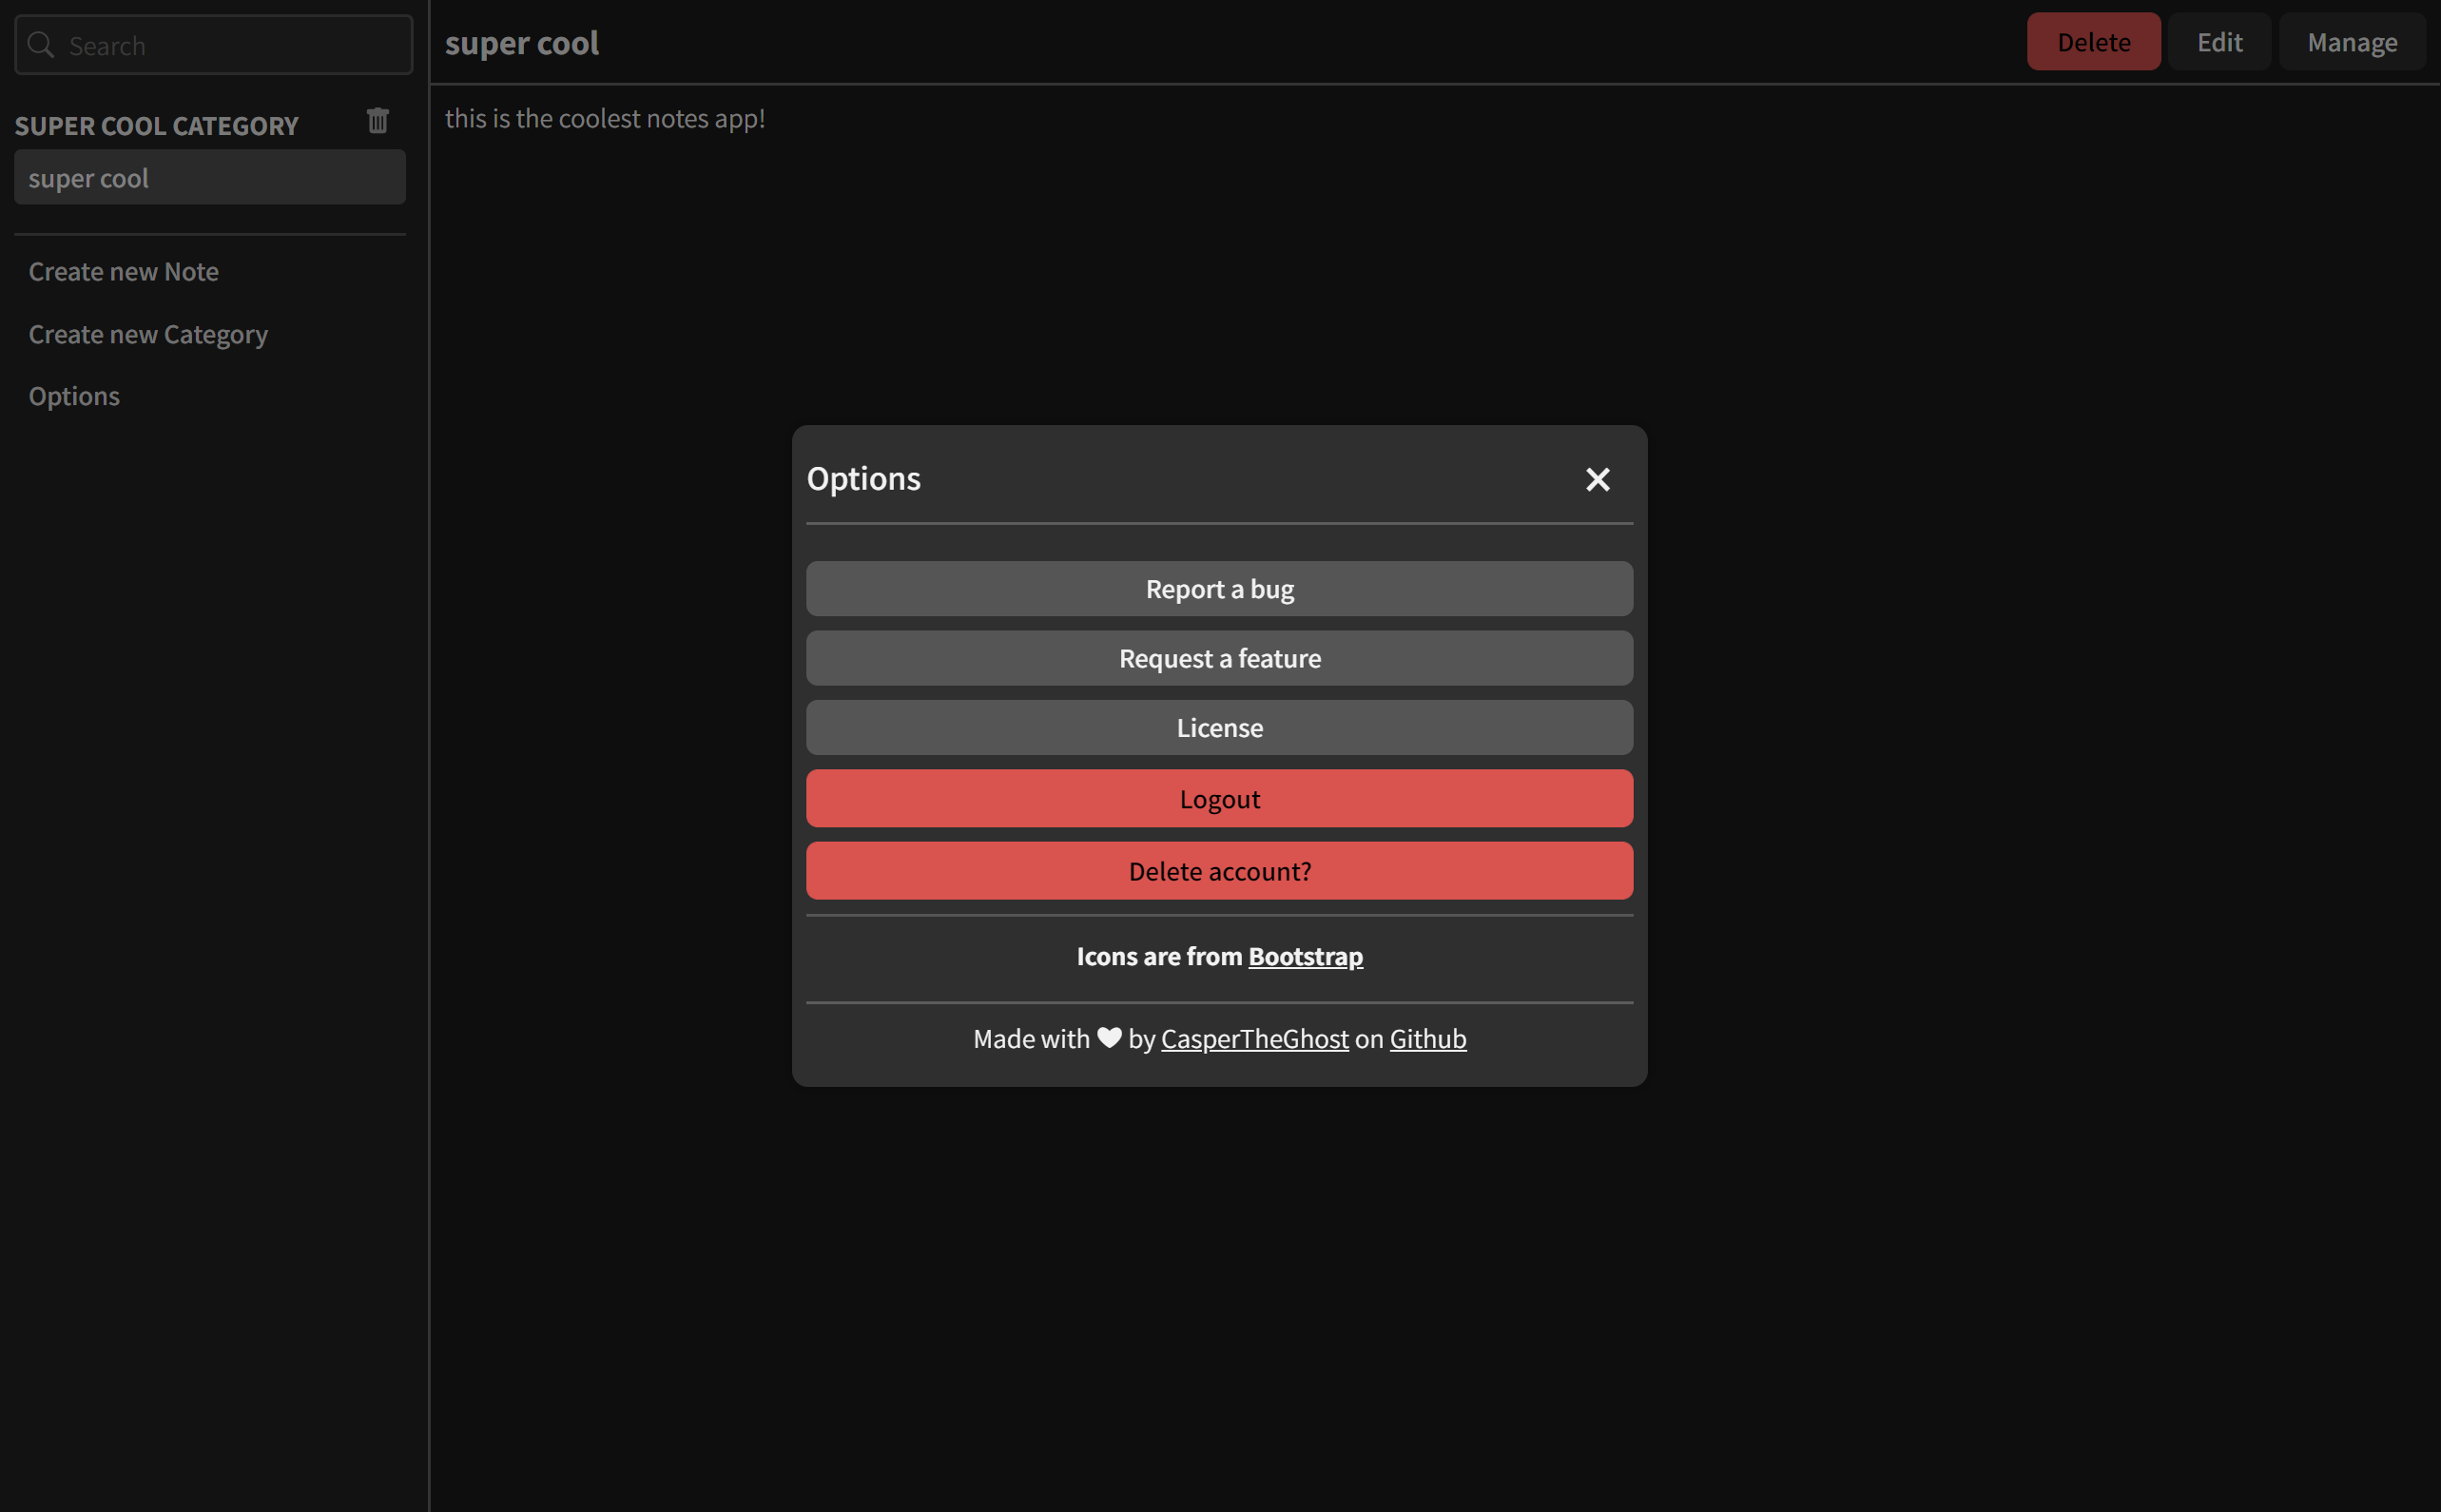 Search
SUPER COOL CATEGORY
super cool
Create new Note
Create new Category
Options
super cool
Delete
Edit
Manage
this is the coolest notes app!
Options
Report a bug
Request a feature
License
Logout
Delete account?
Icons are from Bootstrap
Made with by CasperTheGhost on Github